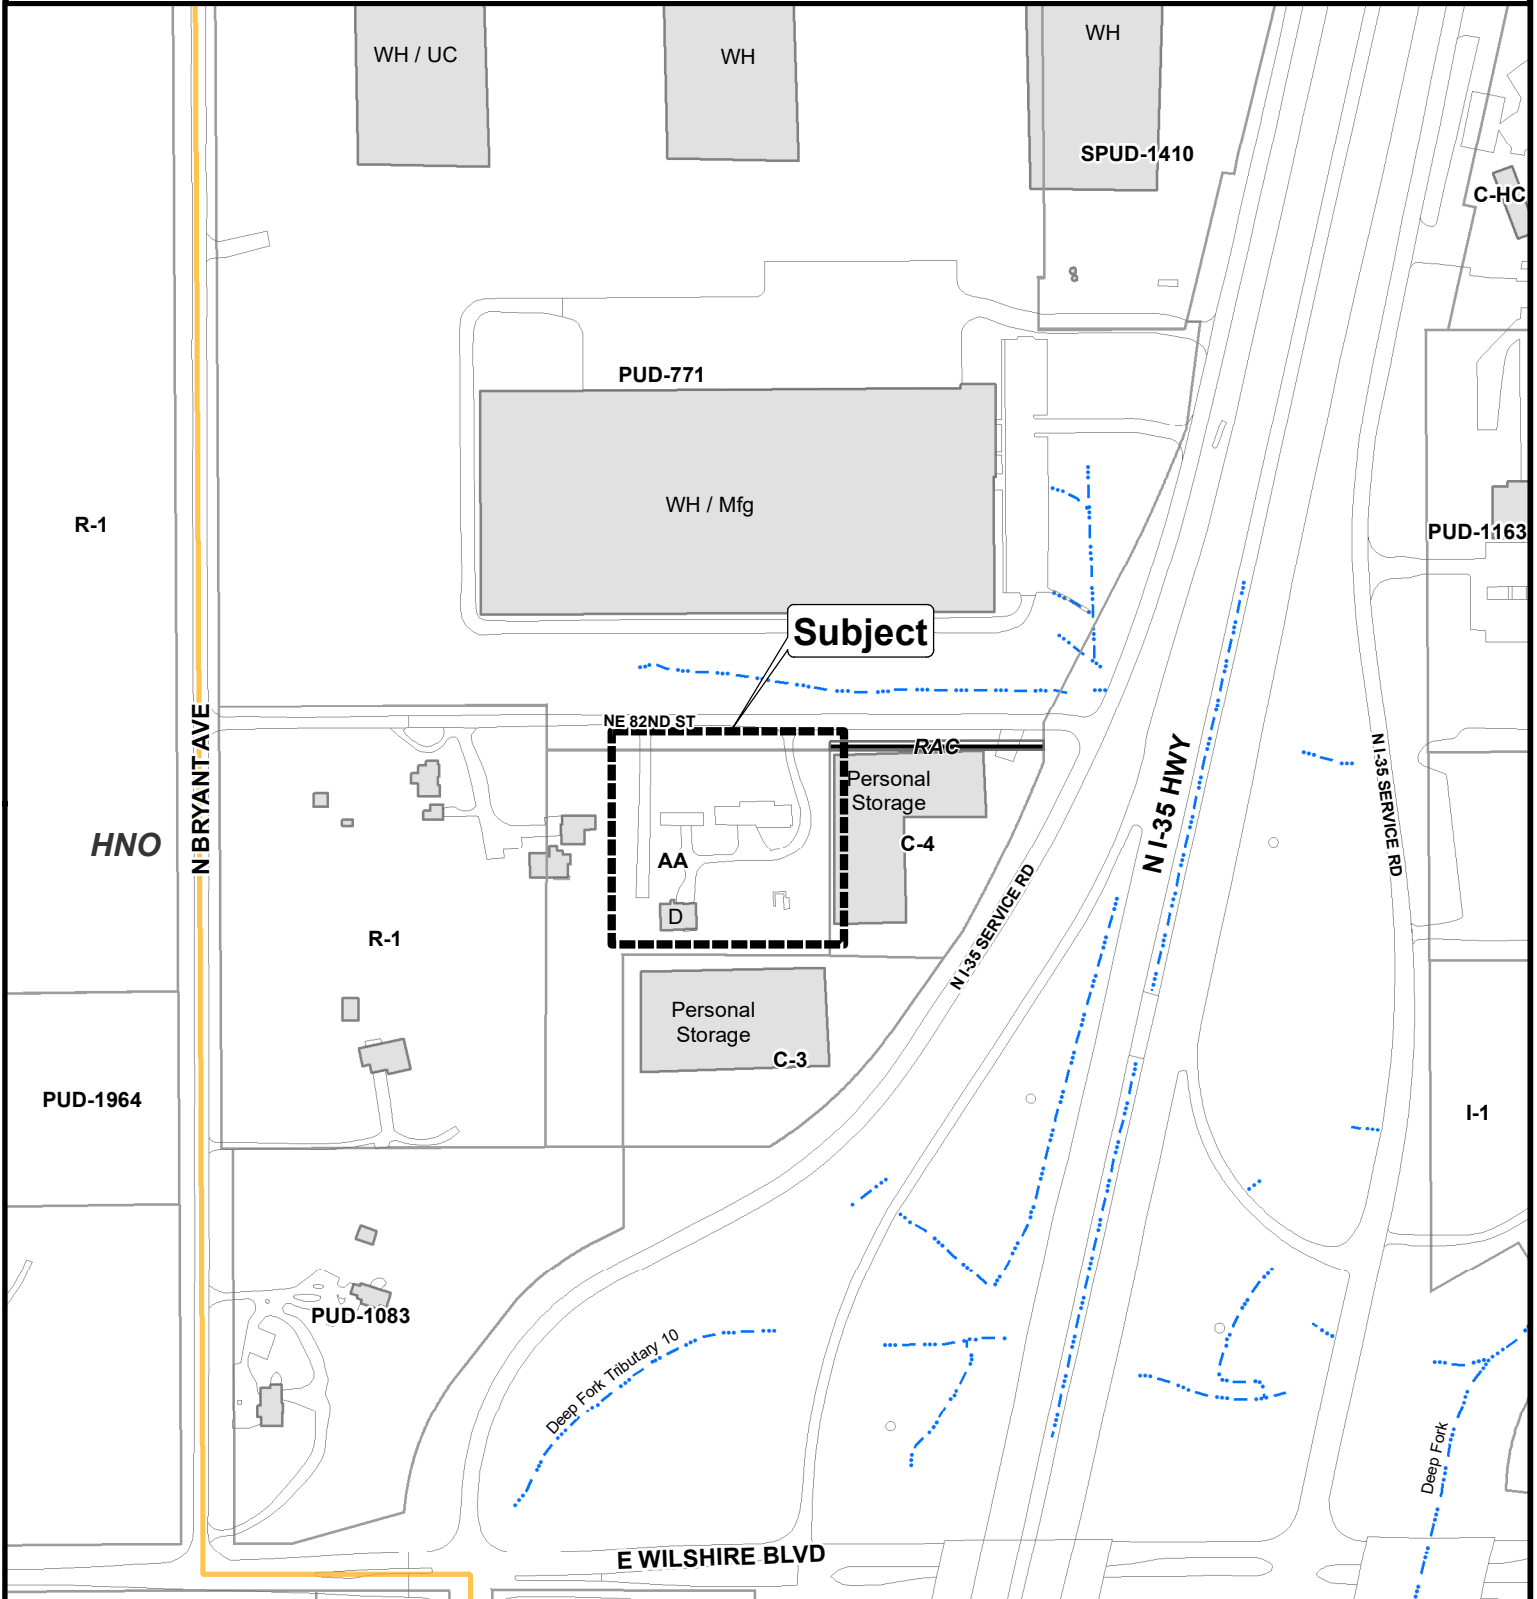 WH / UC
WH
WH
SPUD-1410
C-HC
PUD-771
WH / Mfg
R-1
PUD-1163
Subject
NE 82ND ST
RAC
N BRYANT AVE
N I-35 HWY
N I-35 SERVICE RD
Personal
Storage
HNO
C-4
AA
D
R-1
N I-35 SERVICE RD
Personal
Storage
C-3
PUD-1964
I-1
PUD-1083
Deep Fork Tributary 10
Deep Fork
E WILSHIRE BLVD